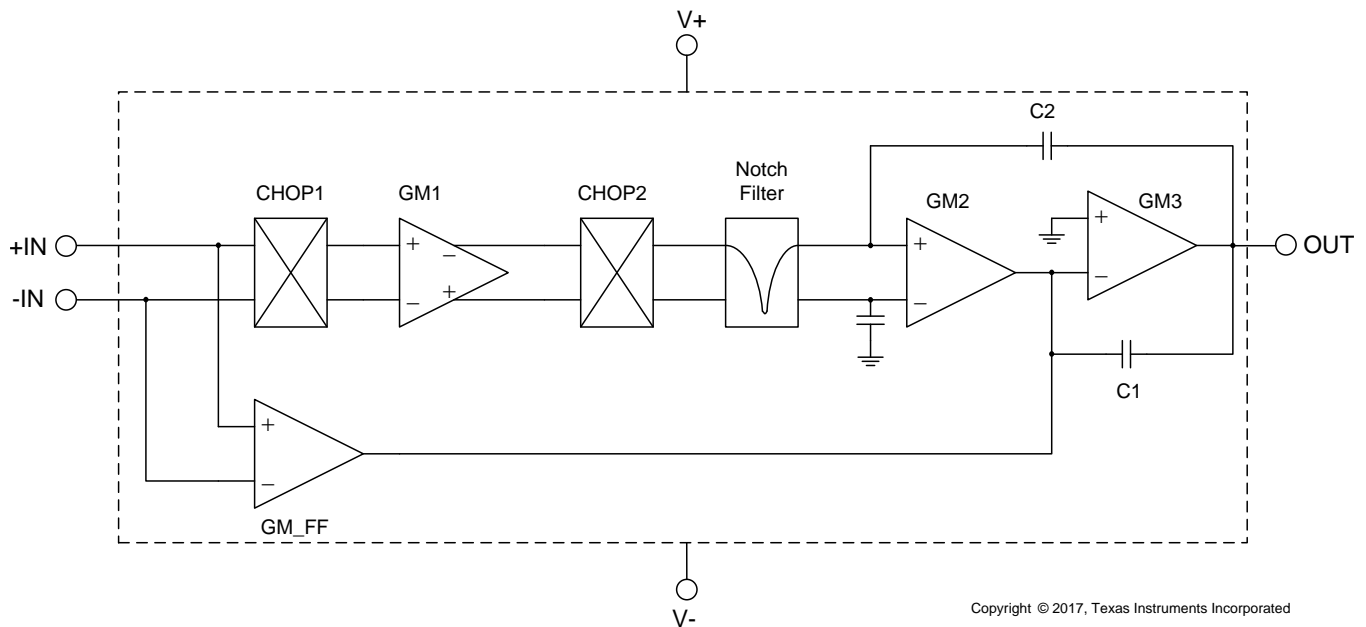 V+
C2
Notch
Filter
CHOP1
GM1
CHOP2
GM2
GM3
+IN
+
−
+
+
−
OUT
-IN
−
+
−
C1
+
−
GM_FF
V-
Copyright © 2017, Texas Instruments Incorporated